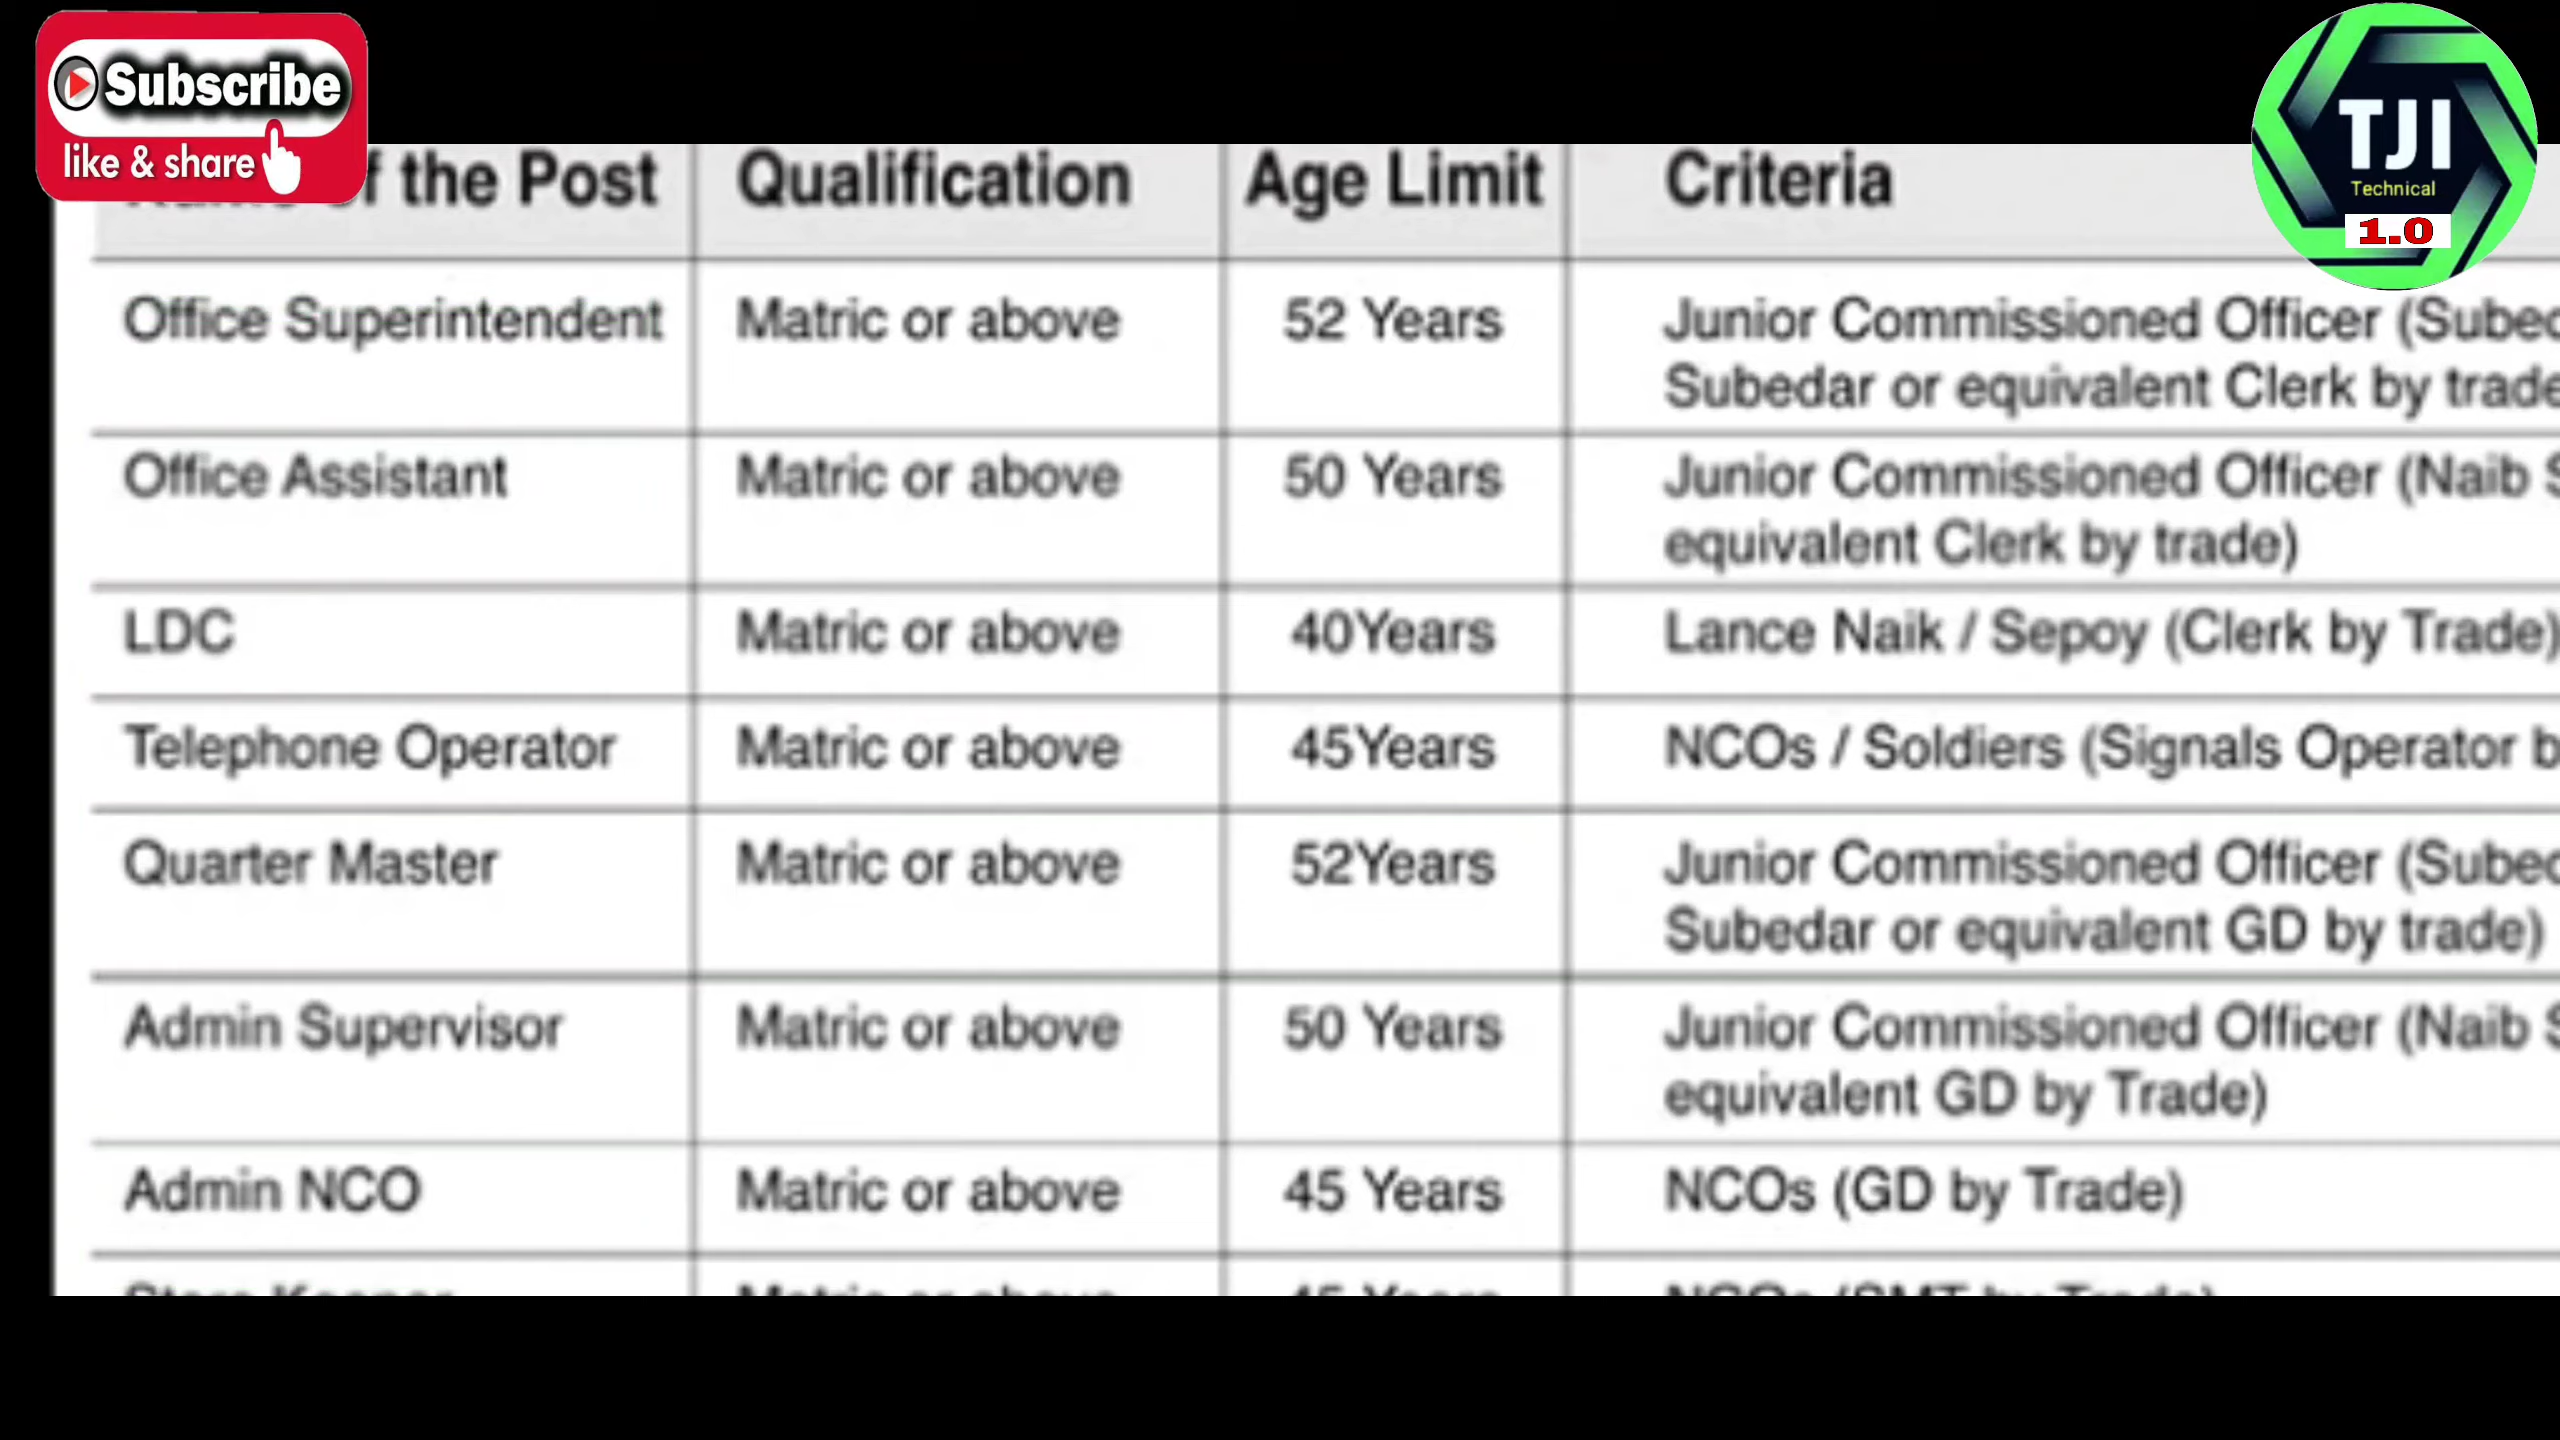 Subscribe
like & share
TJI
Technical
1.0
of the Post Qualification Age Limit Criteria
Office Superintendent Matric or above 52 Years Junior Commissioned Officer (Subed
Subedar or equivalent Clerk by trade
Office Assistant Matric or above 50 Years Junior Commissioned Officer (Naib S
equivalent Clerk by trade)
LDC Matric or above 40Years Lance Naik / Sepoy (Clerk by Trade)
Telephone Operator Matric or above 45Years NCOs / Soldiers (Signals Operator b
Quarter Master Matric or above 52Years Junior Commissioned Officer (Subed
Subedar or equivalent GD by trade)
Admin Supervisor Matric or above 50 Years Junior Commissioned Officer (Naib S
equivalent GD by Trade)
Admin NCO Matric or above 45 Years NCOs (GD by Trade)